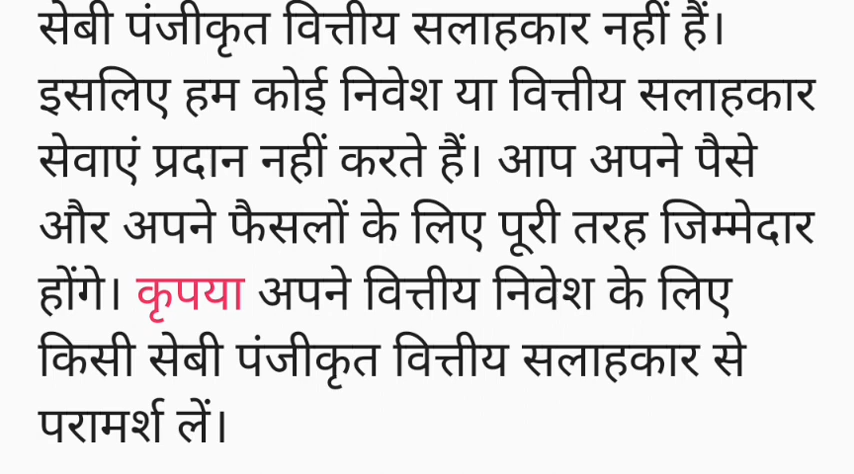 सेबी पंजीकृत वित्तीय सलाहकार नहीं हैं।
इसलिए हम कोई निवेश या वित्तीय सलाहकार
सेवाएं प्रदान नहीं करते हैं। आप अपने पैसे
और अपने फैसलों के लिए पूरी तरह जिम्मेदार
होंगे। कृपया अपने वित्तीय निवेश के लिए
किसी सेबी पंजीकृत वित्तीय सलाहकार से
परामर्श लें।